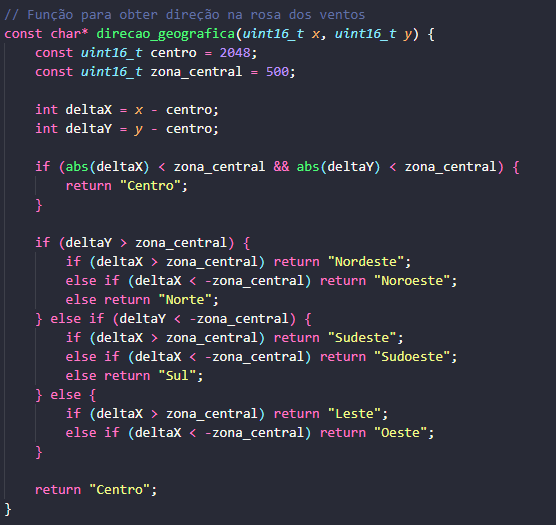 // Função para obter direção na rosa dos ventos
const char* direcao_geografica(uint16_t x, uint16_t y) {
    const uint16_t centro = 2048;
    const uint16_t zona_central = 500;

    int deltaX = x - centro;
    int deltaY = y - centro;

    if (abs(deltaX) < zona_central && abs(deltaY) < zona_central) {
        return "Centro";
    }

    if (deltaY > zona_central) {
        if (deltaX > zona_central) return "Nordeste";
        else if (deltaX < -zona_central) return "Noroeste";
        else return "Norte";
    } else if (deltaY < -zona_central) {
        if (deltaX > zona_central) return "Sudeste";
        else if (deltaX < -zona_central) return "Sudoeste";
        else return "Sul";
    } else {
        if (deltaX > zona_central) return "Leste";
        else if (deltaX < -zona_central) return "Oeste";
    }

    return "Centro";
}